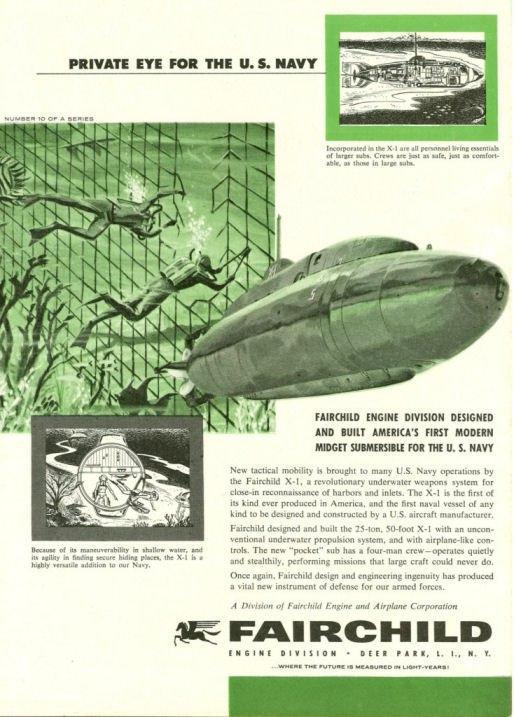 PRIVATE EYE FOR THE U. S. NAVY
NUMBER 10 OF A SERIES
Incorporated in the X-1 are all personnel living essentials
of larger subs. Crews are just as safe, just as comfort-
able, as those in large subs.
FAIRCHILD ENGINE DIVISION DESIGNED
AND BUILT AMERICA'S FIRST MODERN
MIDGET SUBMERSIBLE FOR THE U. S. NAVY
New tactical mobility is brought to many U.S. Navy operations by
the Fairchild X-1, a revolutionary underwater weapons system for
close-in reconnaissance of harbors and inlets. The X-1 is the first of
its kind ever produced in America, and the first naval vessel of any
kind to be designed and constructed by a U.S. aircraft manufacturer.
Fairchild designed and built the 25-ton, 50-foot X-1 with an uncon-
ventional underwater propulsion system, and with airplane-like con-
trols. The new "pocket" sub has a four-man crew—operates quietly
and stealthily, performing missions that large craft could never do.
Once again, Fairchild design and engineering ingenuity has produced
a vital new instrument of defense for our armed forces.
Because of its maneuverability in shallow water, and
its agility in finding secure hiding places, the X-1 is a
highly versatile addition to our Navy.
A Division of Fairchild Engine and Airplane Corporation
FAIRCHILD
ENGINE DIVISION • DEER PARK, L. I., N. Y.
...WHERE THE FUTURE IS MEASURED IN LIGHT-YEARS!